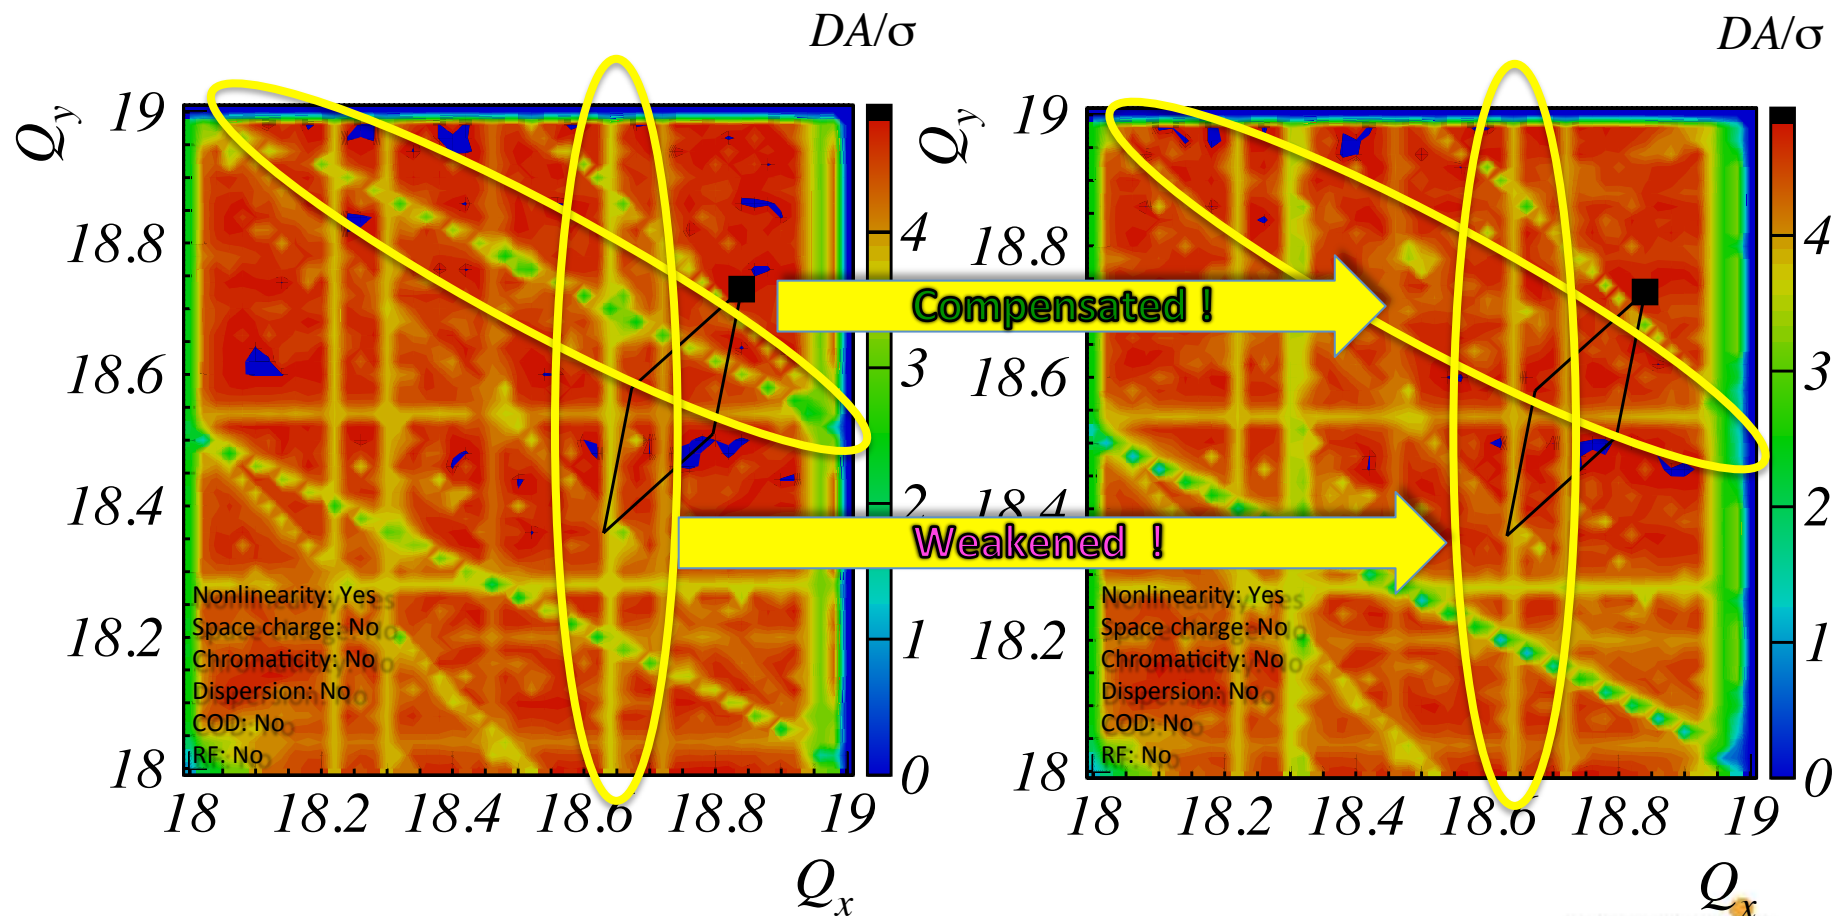 DA/σ
DA/σ
Q_y
19
18.8
18.6
18.4
18.2
18
18
18.2
18.4
18.6
18.8
19
Q_x
4
3
2
1
0
Nonlinearity: Yes
Space charge: No
Chromaticity: No
Dispersion: No
COD: No
RF: No
Compensated !
Weakened !
Q_y
19
18.8
18.6
18.4
18.2
18
18
18.2
18.4
18.6
18.8
19
Q_x
4
3
2
1
0
Nonlinearity: Yes
Space charge: No
Chromaticity: No
Dispersion: No
COD: No
RF: No